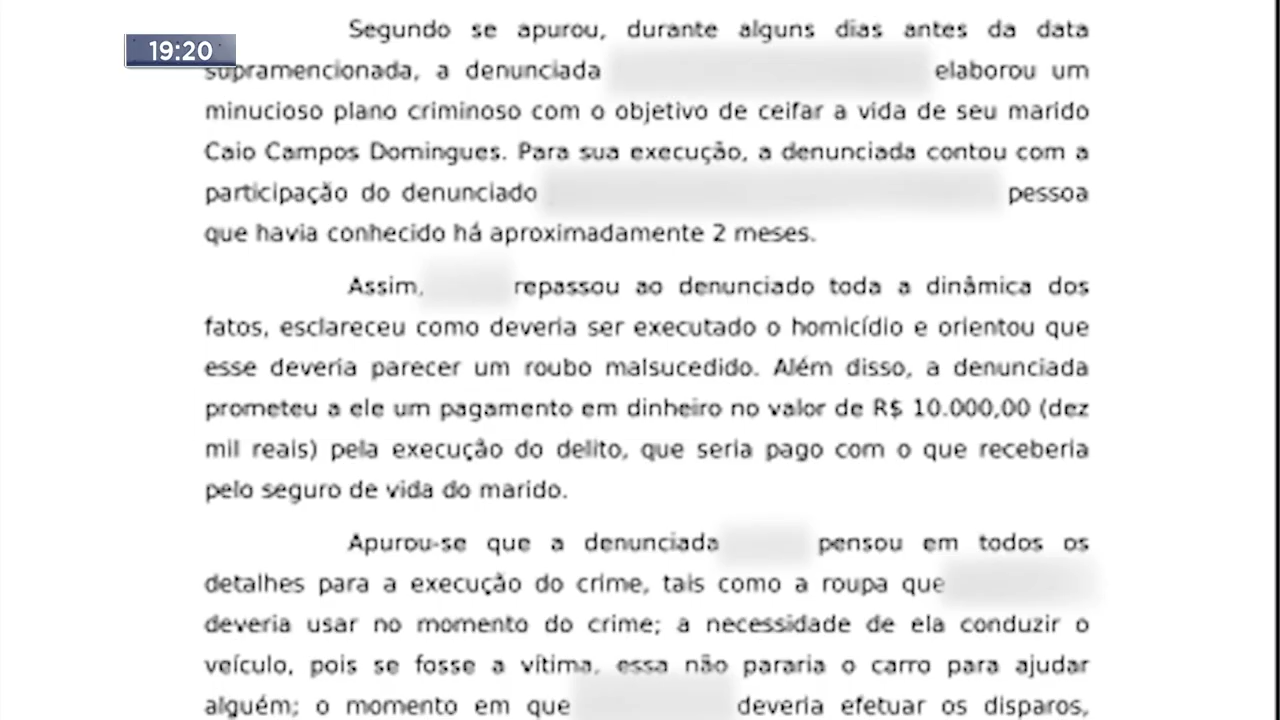 19:20
Segundo se apurou, durante alguns dias antes da data
supramencionada, a denunciada elaborou um
minucioso plano criminoso com o objetivo de ceifar a vida de seu marido
Caio Campos Domingues. Para sua execução, a denunciada contou com a
participação do denunciado pessoa
que havia conhecido há aproximadamente 2 meses.
Assim, repassou ao denunciado toda a dinâmica dos
fatos, esclareceu como deveria ser executado o homicídio e orientou que
esse deveria parecer um roubo malsucedido. Além disso, a denunciada
prometeu a ele um pagamento em dinheiro no valor de R$ 10.000,00 (dez
mil reais) pela execução do delito, que seria pago com o que receberia
pelo seguro de vida do marido.
Apurou-se que a denunciada pensou em todos os
detalhes para a execução do crime, tais como a roupa que
deveria usar no momento do crime; a necessidade de ela conduzir o
veículo, pois se fosse a vítima, essa não pararia o carro para ajudar
alguém; o momento em que deveria efetuar os disparos,